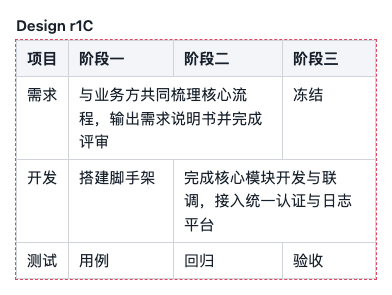 Design r1C
项目 阶段一 阶段二 阶段三
需求 与业务方共同梳理核心流 冻结
程，输出需求说明书并完成
评审
开发 搭建脚手架 完成核心模块开发与联
调，接入统一认证与日志
平台
测试 用例 回归 验收